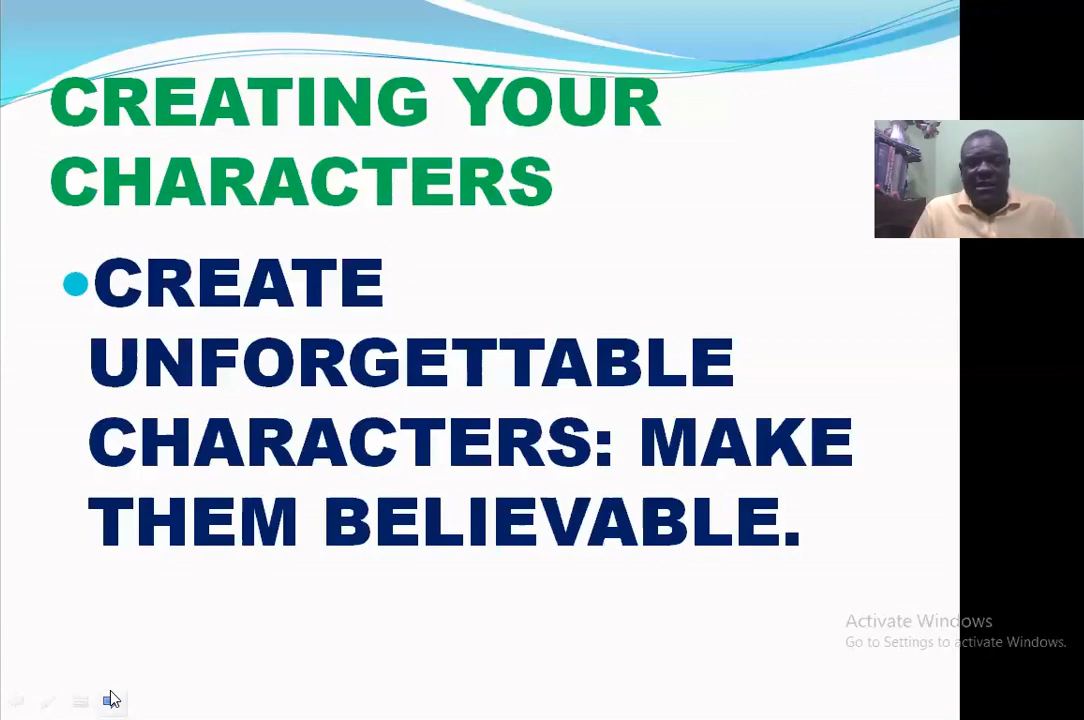 CREATING YOUR
CHARACTERS
•CREATE
UNFORGETTABLE
CHARACTERS: MAKE
THEM BELIEVABLE.
Activate Windows
Go to Settings to activate Windows.